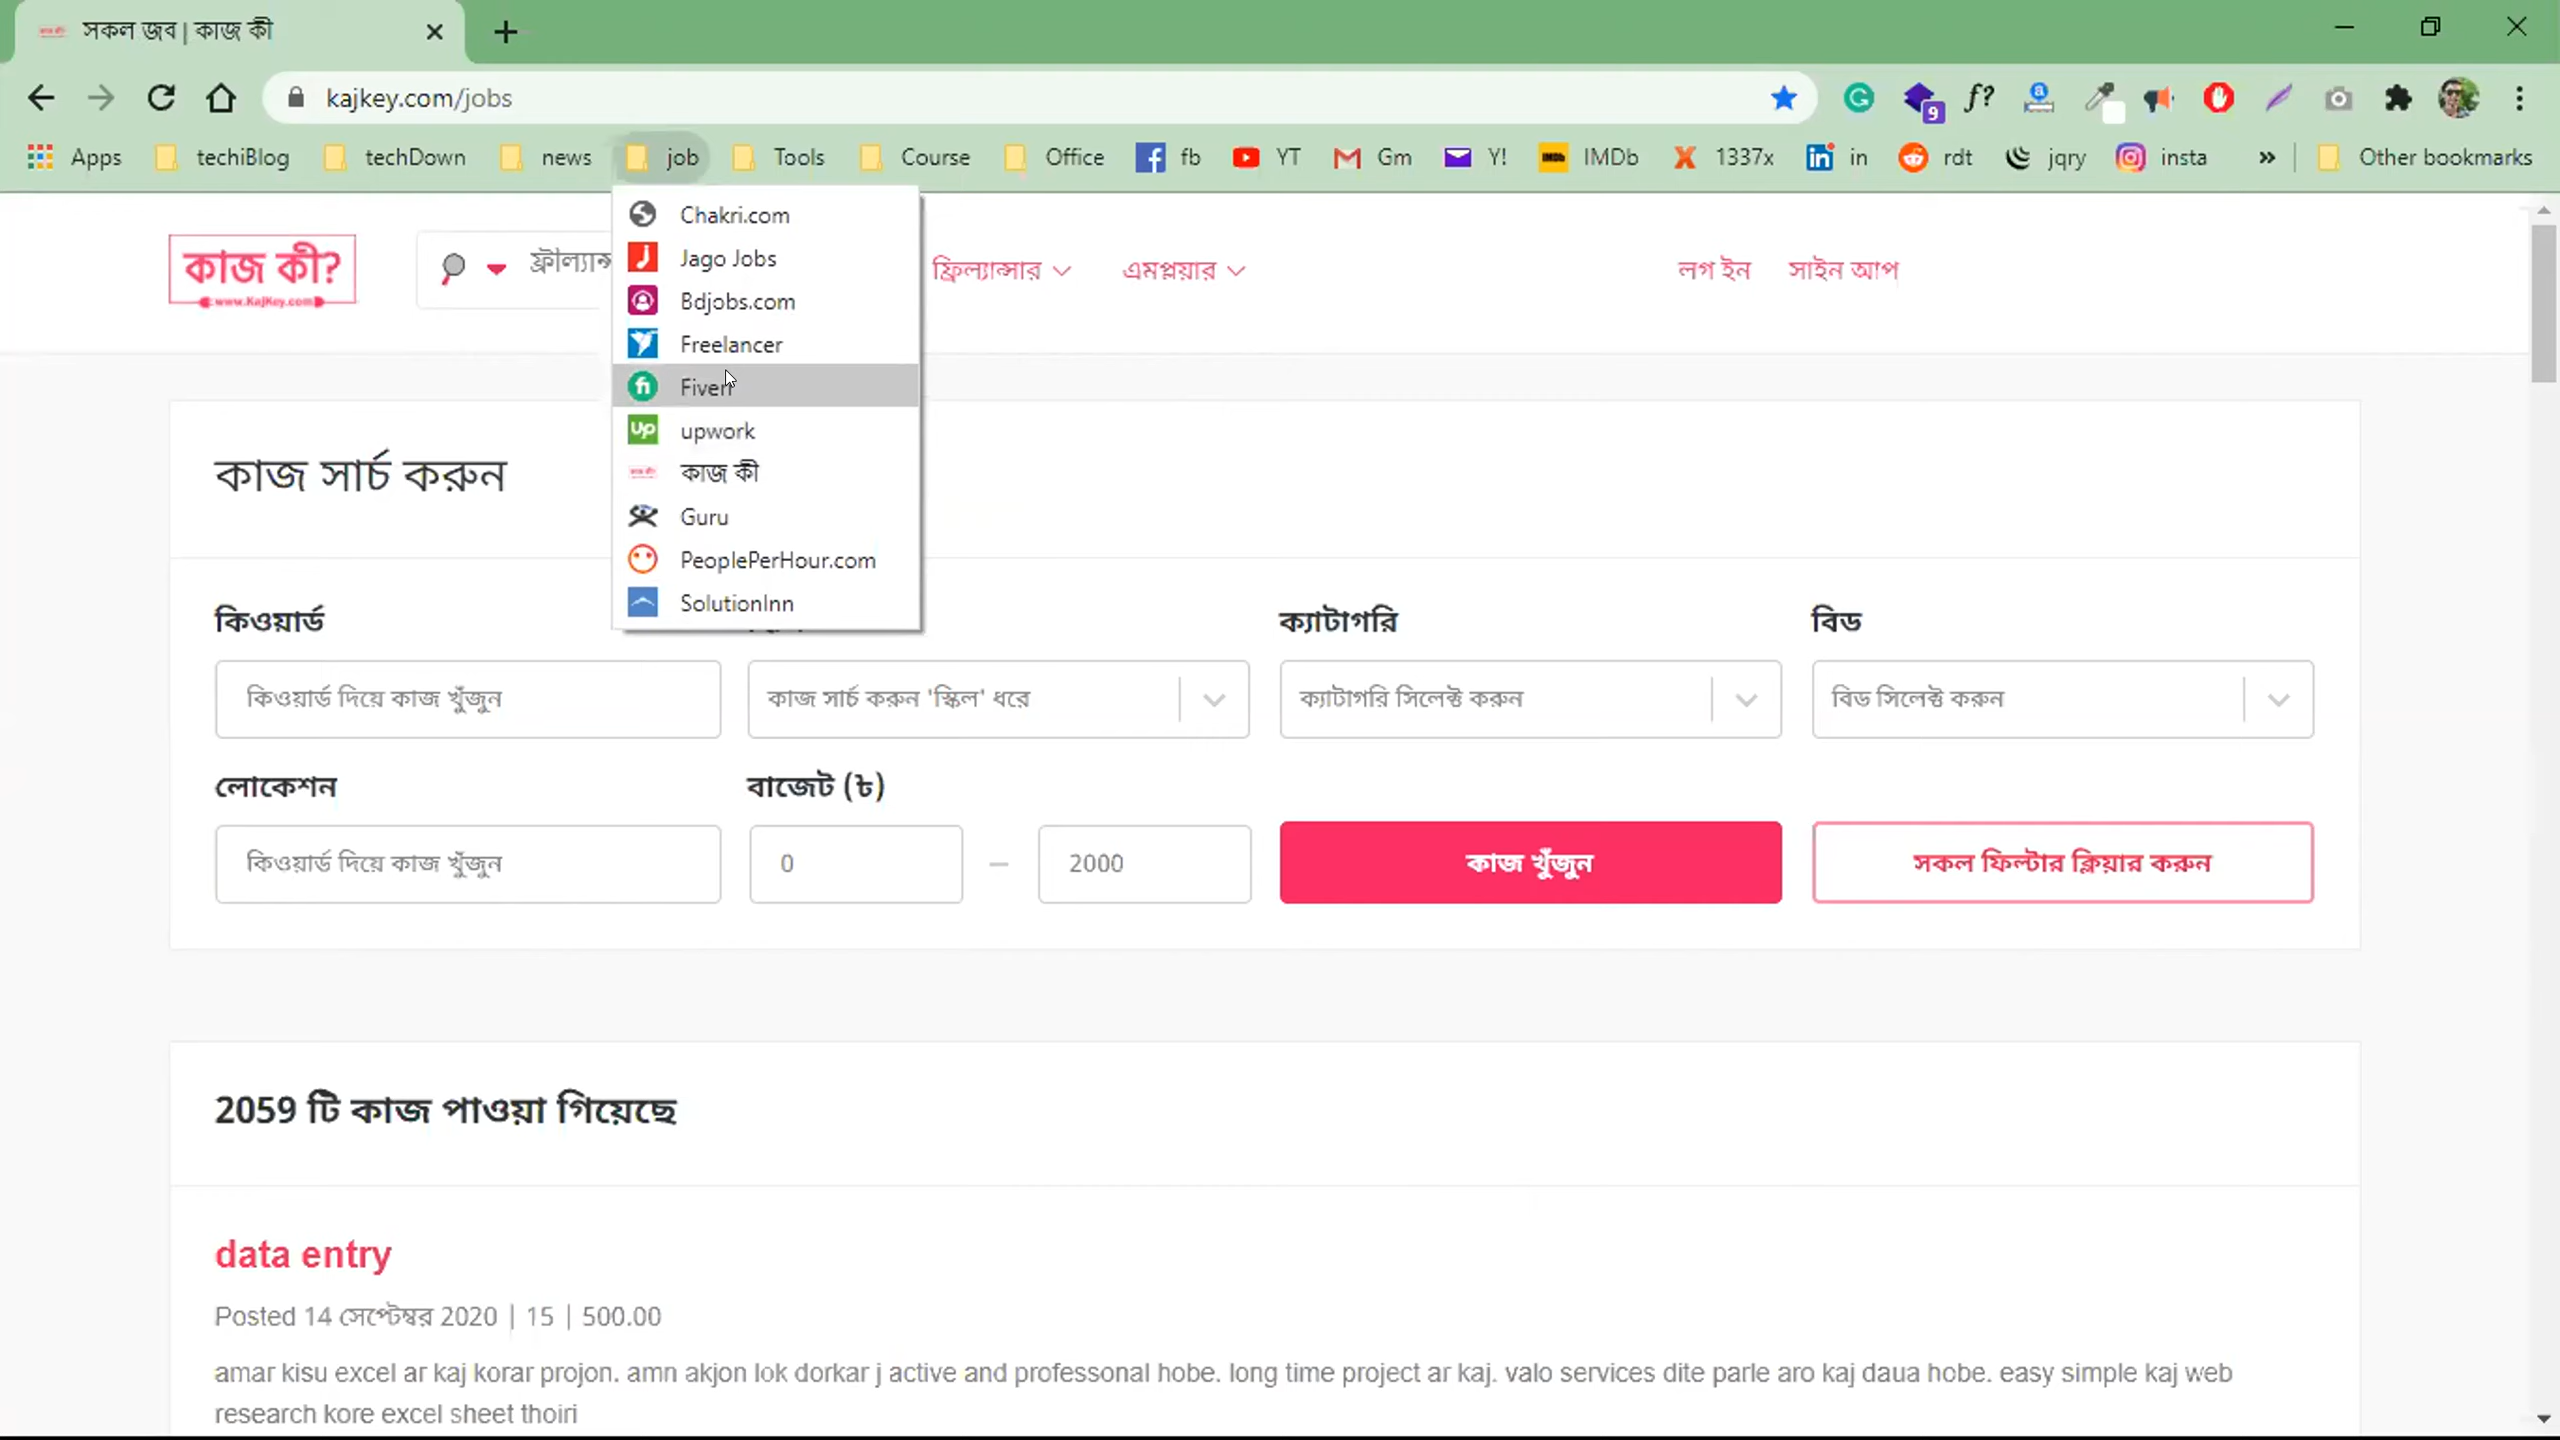 সকল জব | কাজ কী
kajkey.com/jobs
9
f?
Apps techiBlog techDown news job Tools Course Office fb YT Gm Y! IMDb 1337x in rdt jqry insta » Other bookmarks
কাজ কী?
www.KajKey.com
ফ্রিল্যান্সার
এমপ্লয়ার
লগ ইন
সাইন আপ
Chakri.com
Jago Jobs
Bdjobs.com
Freelancer
Fiverr
upwork
কাজ কী
Guru
PeoplePerHour.com
SolutionInn
কাজ সার্চ করুন
কিওয়ার্ড
ক্যাটাগরি
বিড
কিওয়ার্ড দিয়ে কাজ খুঁজুন
কাজ সার্চ করুন 'স্কিল' ধরে
ক্যাটাগরি সিলেক্ট করুন
বিড সিলেক্ট করুন
লোকেশন
বাজেট (৳)
কিওয়ার্ড দিয়ে কাজ খুঁজুন
0 – 2000
কাজ খুঁজুন
সকল ফিল্টার ক্লিয়ার করুন
2059 টি কাজ পাওয়া গিয়েছে
data entry
Posted 14 সেপ্টেম্বর 2020 | 15 | 500.00
amar kisu excel ar kaj korar projon. amn akjon lok dorkar j active and professonal hobe. long time project ar kaj. valo services dite parle aro kaj daua hobe. easy simple kaj web
research kore excel sheet thoiri